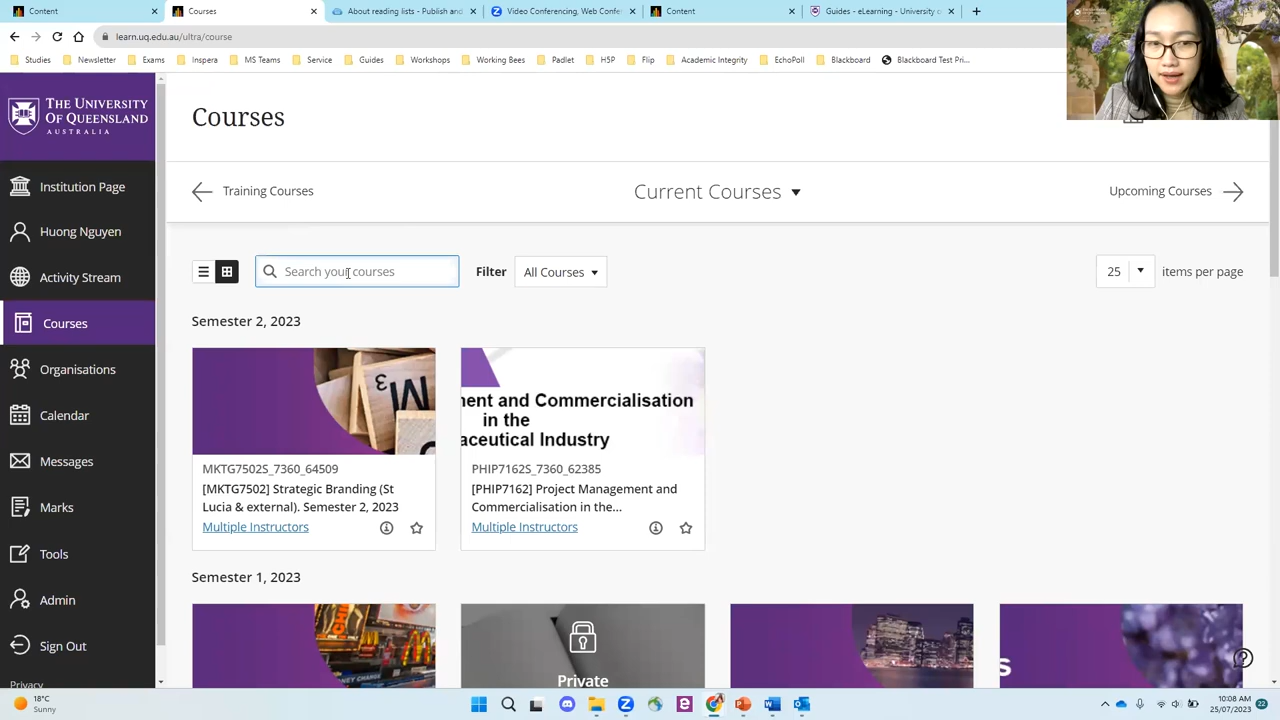 Content
Courses
About reading lists - Publish and
Video Conferencing, Web Confer
Content
Guides - eLearning - University o
learn.uq.edu.au/ultra/course
Studies Newsletter Exams Inspera MS Teams Service Guides Workshops Working Bees Padlet H5P Flip Academic Integrity EchoPoll Blackboard Blackboard Test Pri...
THE UNIVERSITY
OF QUEENSLAND
AUSTRALIA
Institution Page
Huong Nguyen
Activity Stream
Courses
Organisations
Calendar
Messages
Marks
Tools
Admin
Sign Out
Privacy
Courses
Training Courses
Current Courses
Upcoming Courses
Search your courses
Filter
All Courses
25
items per page
Semester 2, 2023
MKTG7502S_7360_64509
[MKTG7502] Strategic Branding (St
Lucia & external). Semester 2, 2023
Multiple Instructors
ent and Commercialisation
in the
aceutical Industry
PHIP7162S_7360_62385
[PHIP7162] Project Management and
Commercialisation in the...
Multiple Instructors
Semester 1, 2023
Private
s
18°C
Sunny
10:08 AM
25/07/2023
22